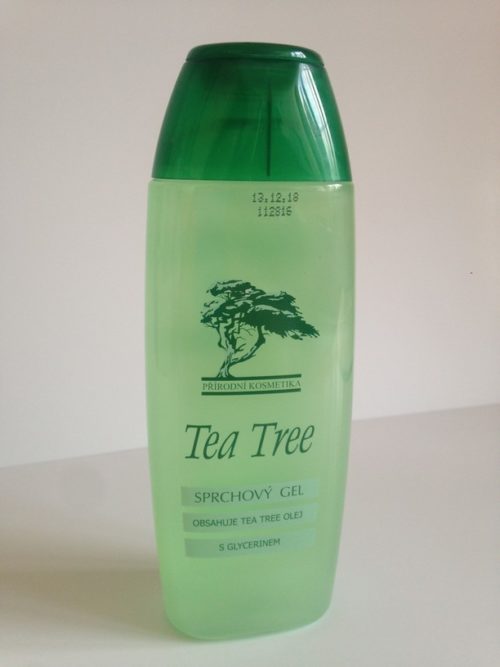 13.12.18
112816
PŘÍRODNÍ KOSMETIKA
Tea Tree
SPRCHOVÝ GEL
OBSAHUJE TEA TREE OLEJ
S GLYCERINEM